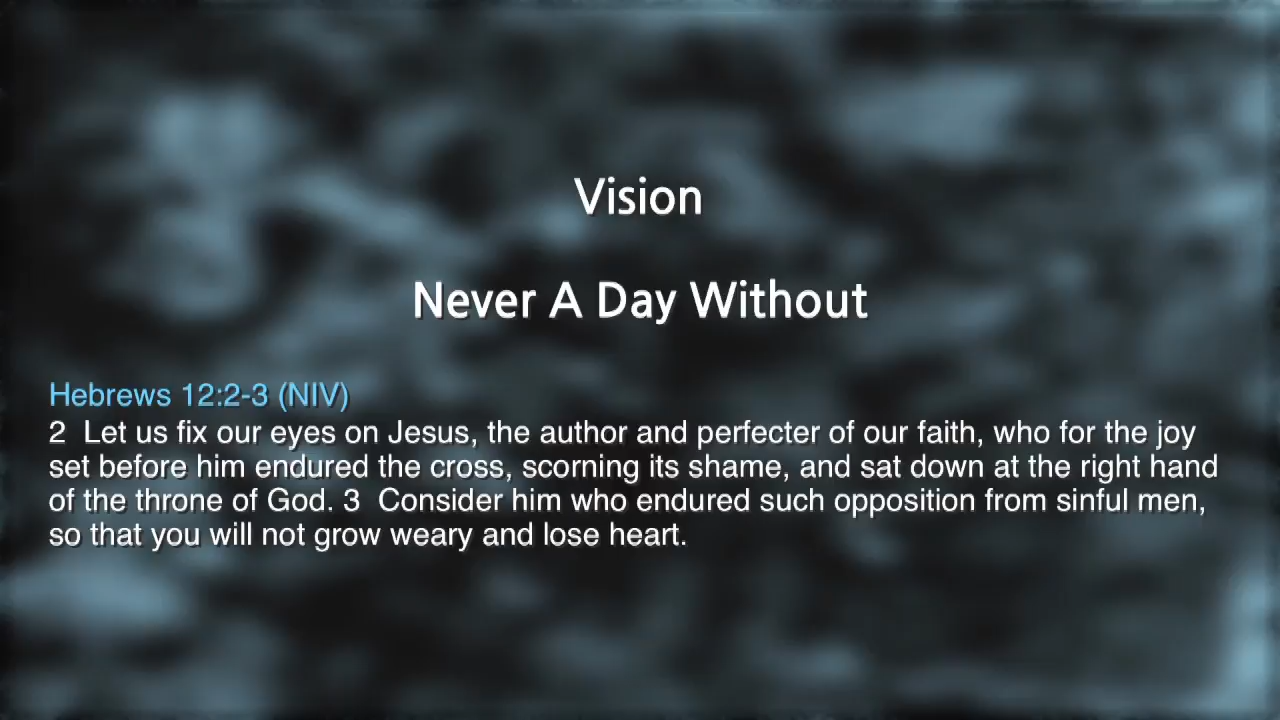 Vision
Never A Day Without
Hebrews 12:2-3 (NIV)
2  Let us fix our eyes on Jesus, the author and perfecter of our faith, who for the joy
set before him endured the cross, scorning its shame, and sat down at the right hand
of the throne of God. 3  Consider him who endured such opposition from sinful men,
so that you will not grow weary and lose heart.